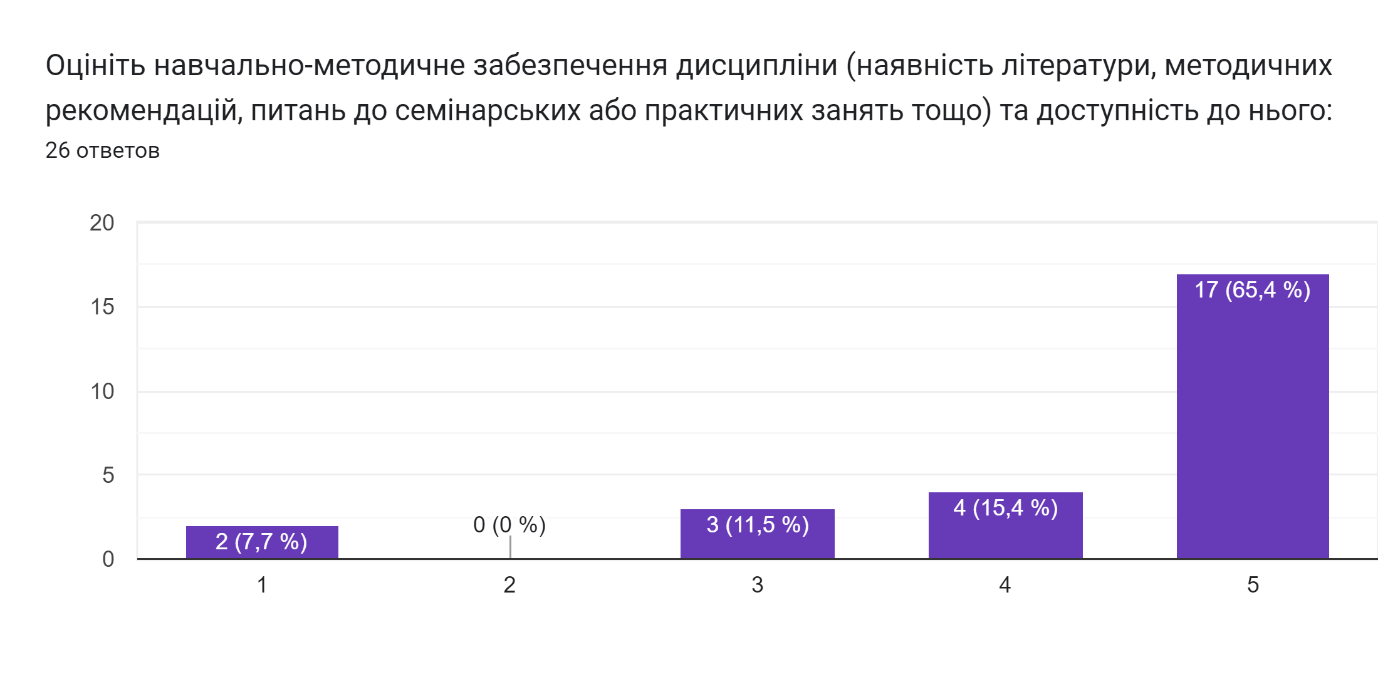 Оцініть навчально-методичне забезпечення дисципліни (наявність літератури, методичних
рекомендацій, питань до семінарських або практичних занять тощо) та доступність до нього:
26 ответов
20
15
10
5
0
2 (7,7 %)
0 (0 %)
3 (11,5 %)
4 (15,4 %)
17 (65,4 %)
1
2
3
4
5